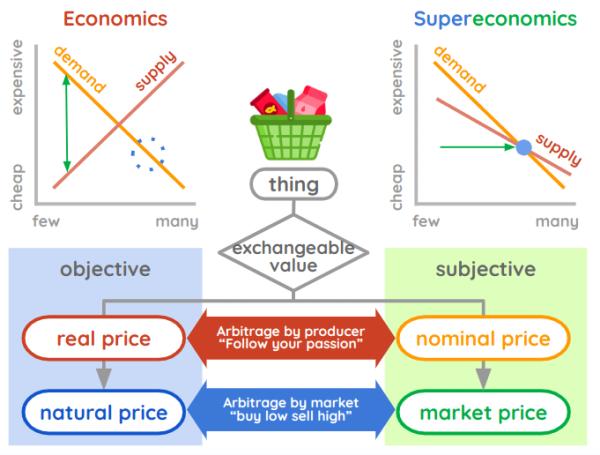 Economics
Supereconomics
expensive
cheap
demand
supply
few
many
expensive
cheap
demand
supply
few
many
thing
exchangeable
value
objective
subjective
real price
Arbitrage by producer
“Follow your passion”
nominal price
natural price
Arbitrage by market
“buy low sell high”
market price